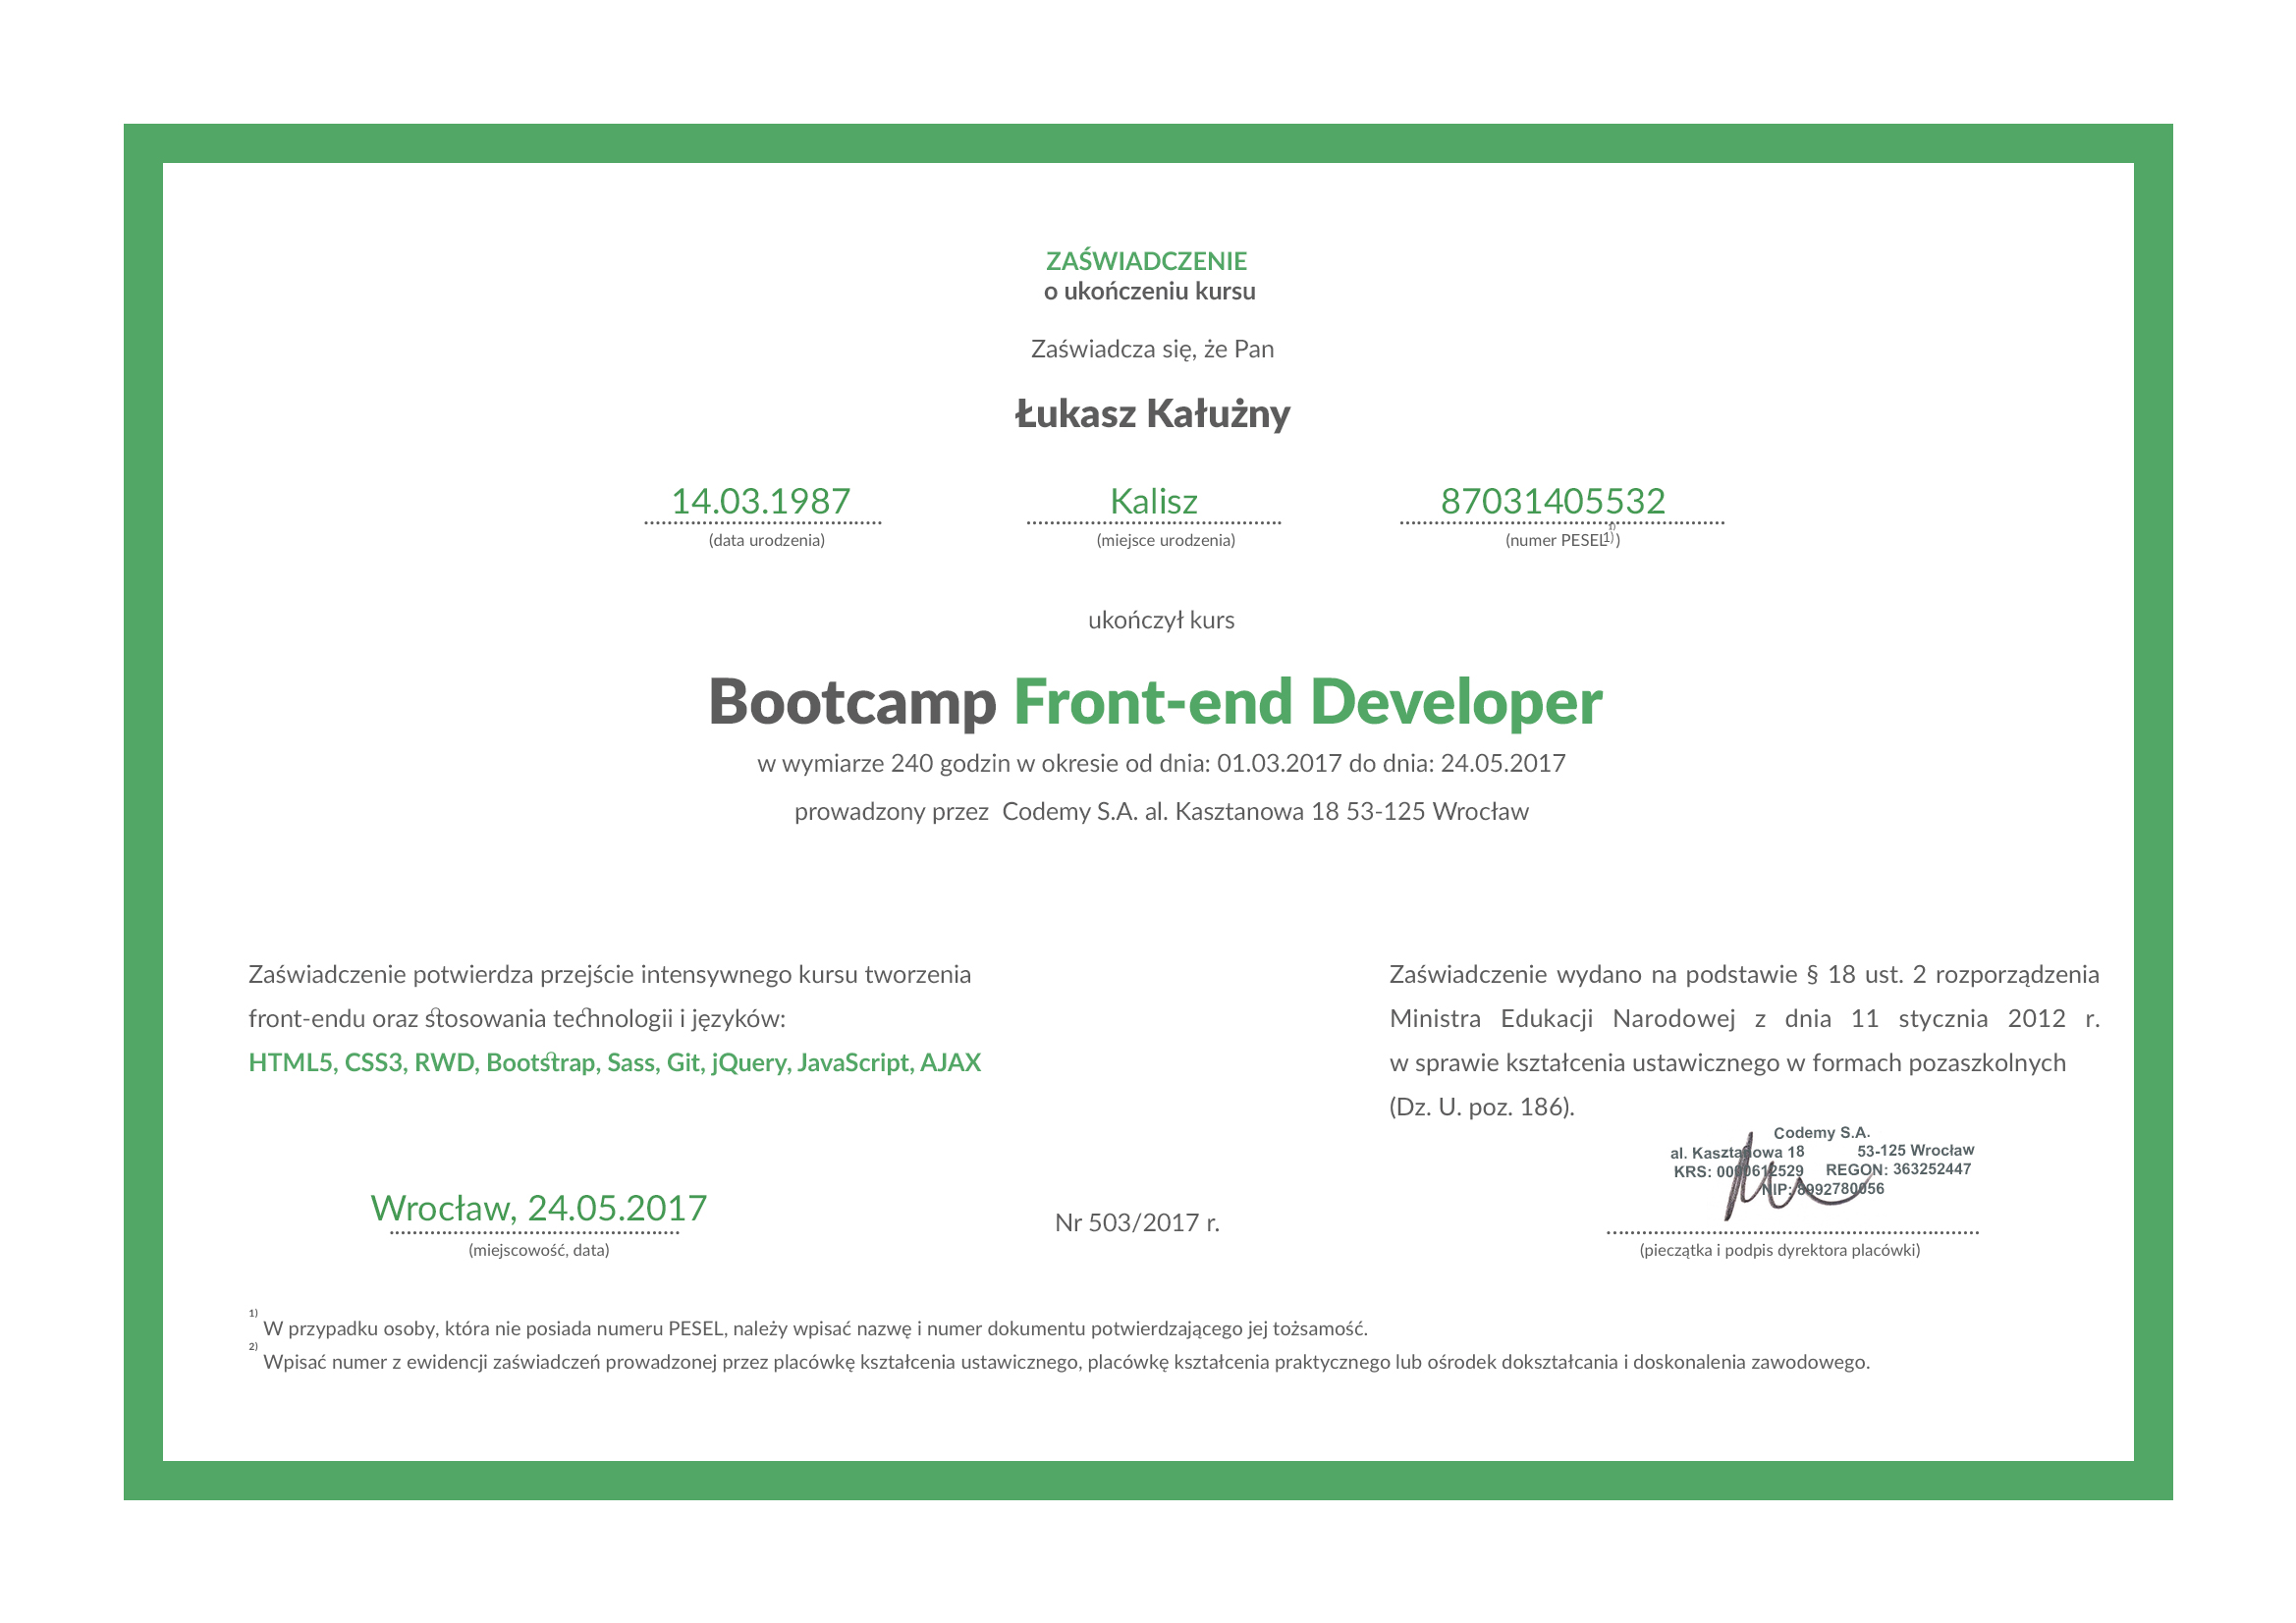 ZAŚWIADCZENIE
o ukończeniu kursu
Zaświadcza się, że Pan
Łukasz Kałużny
14.03.1987 Kalisz 87031405532
(data urodzenia) (miejsce urodzenia) (numer PESEL1))
ukończył kurs
Bootcamp Front-end Developer
w wymiarze 240 godzin w okresie od dnia: 01.03.2017 do dnia: 24.05.2017
prowadzony przez Codemy S.A. al. Kasztanowa 18 53-125 Wrocław
Zaświadczenie potwierdza przejście intensywnego kursu tworzenia
front-endu oraz stosowania technologii i języków:
HTML5, CSS3, RWD, Bootstrap, Sass, Git, jQuery, JavaScript, AJAX
Zaświadczenie wydano na podstawie § 18 ust. 2 rozporządzenia
Ministra Edukacji Narodowej z dnia 11 stycznia 2012 r.
w sprawie kształcenia ustawicznego w formach pozaszkolnych
(Dz. U. poz. 186).
Codemy S.A.
al. Kasztanowa 18 53-125 Wrocław
KRS: 0000612529 REGON: 363252447
NIP: 8992780056
Wrocław, 24.05.2017
(miejscowość, data)
Nr 503/2017 r.
(pieczątka i podpis dyrektora placówki)
1) W przypadku osoby, która nie posiada numeru PESEL, należy wpisać nazwę i numer dokumentu potwierdzającego jej tożsamość.
2) Wpisać numer z ewidencji zaświadczeń prowadzonej przez placówkę kształcenia ustawicznego, placówkę kształcenia praktycznego lub ośrodek dokształcania i doskonalenia zawodowego.